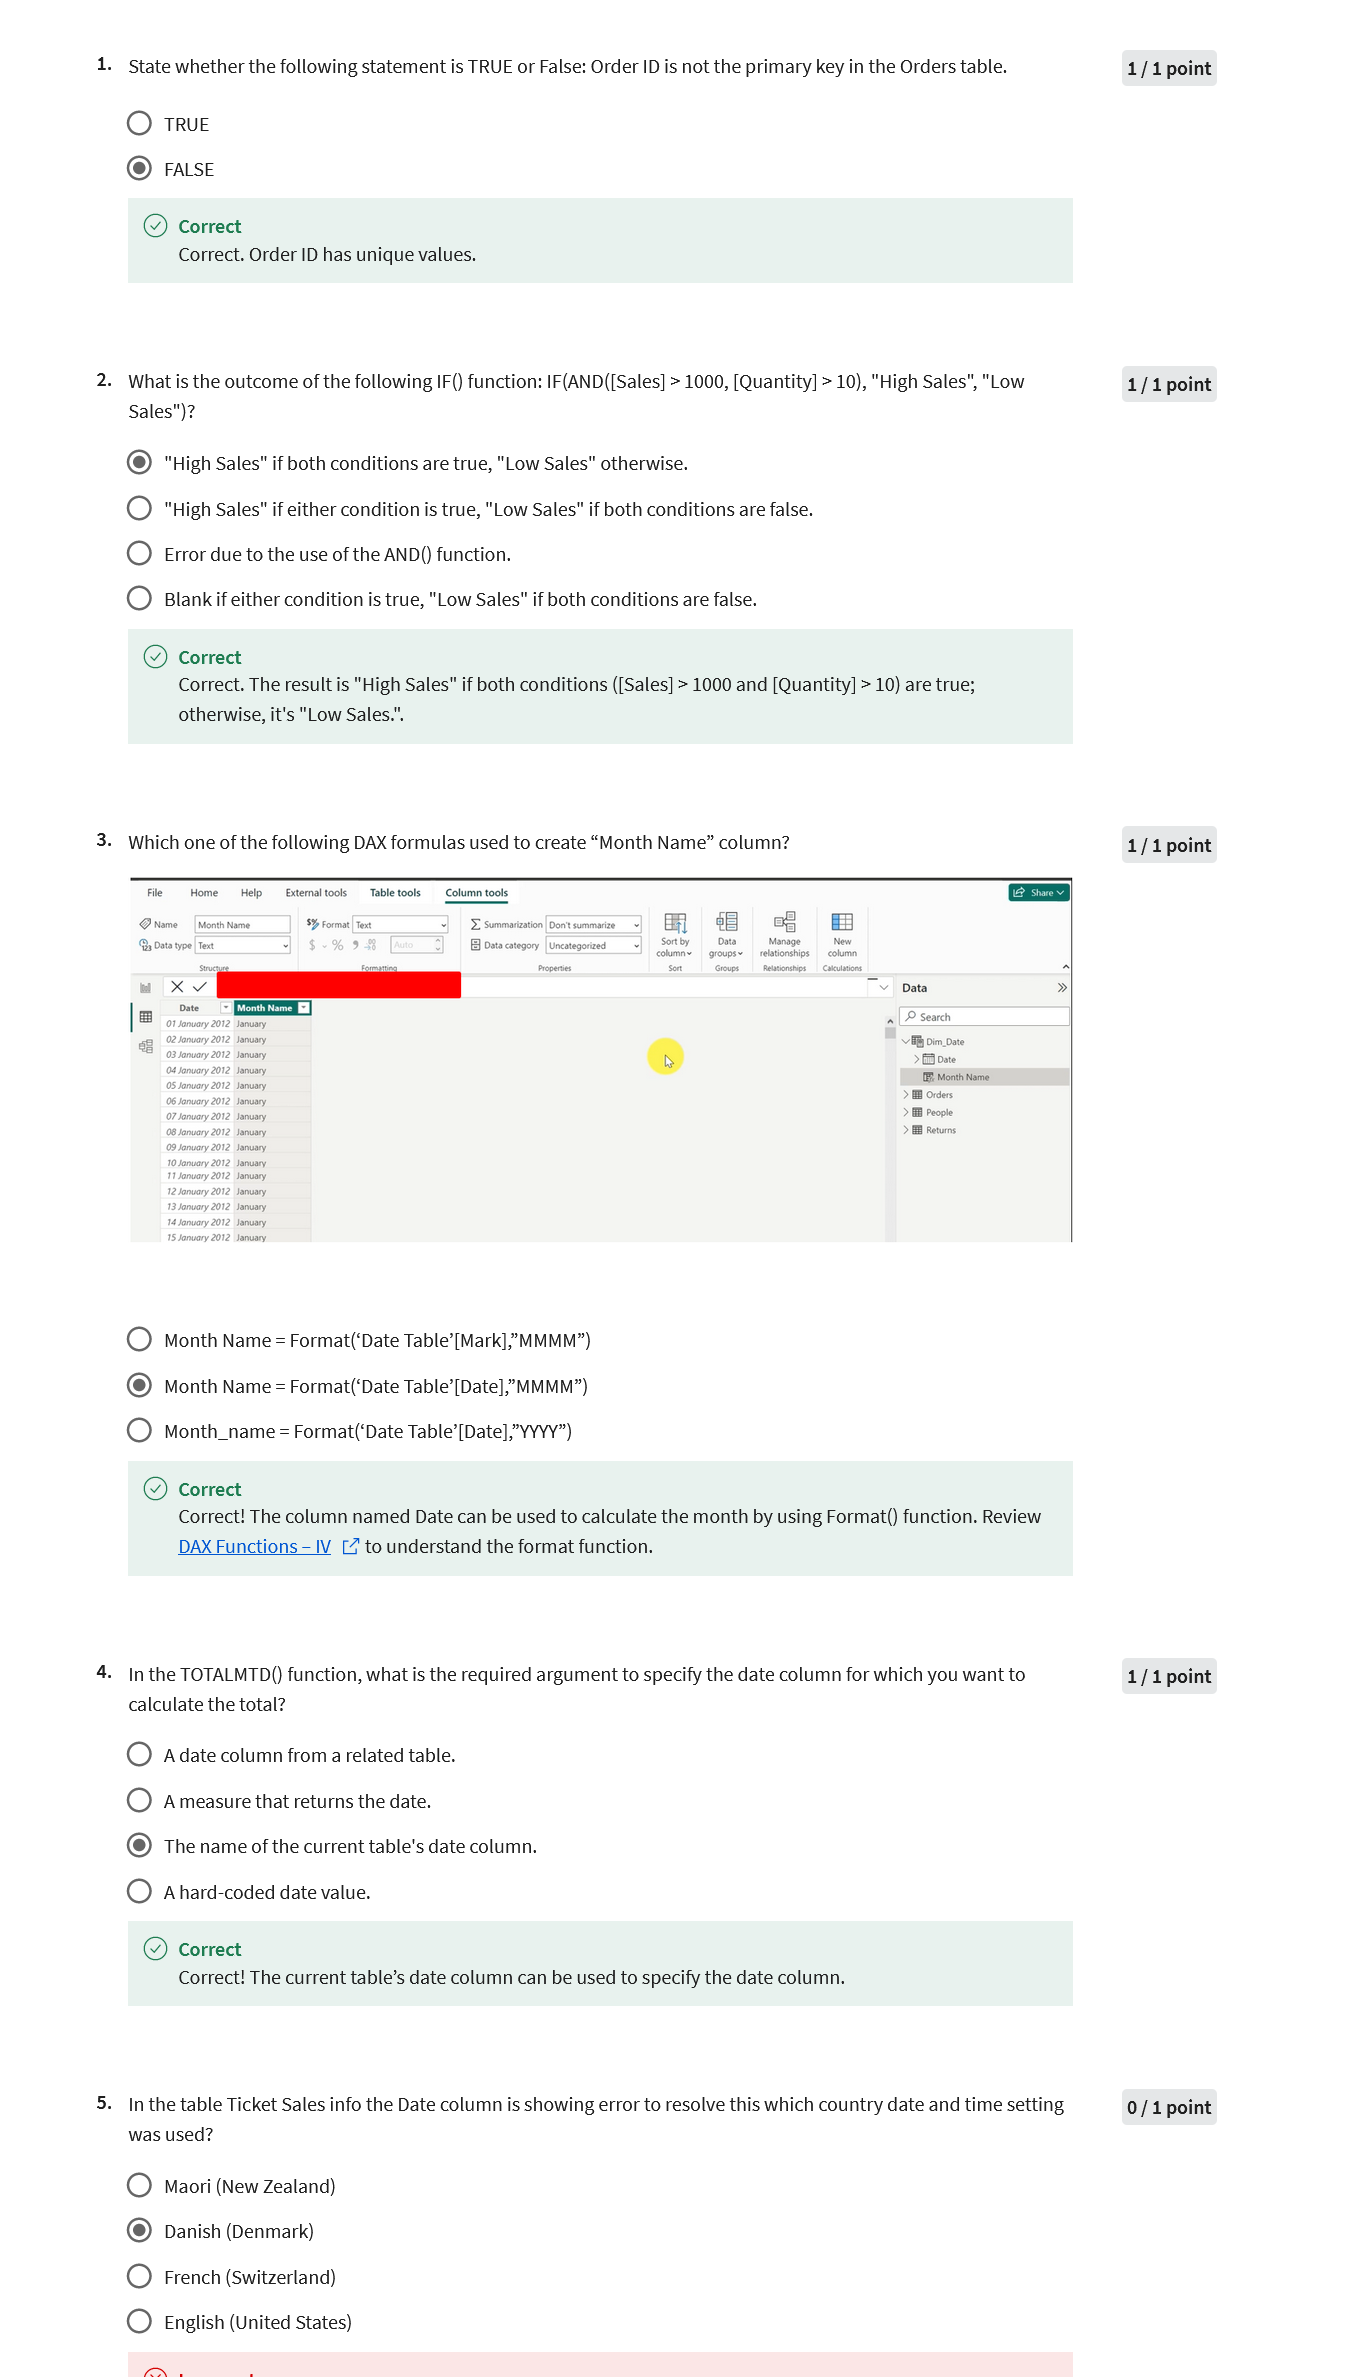 1. State whether the following statement is TRUE or False: Order ID is not the primary key in the Orders table.
1 / 1 point
TRUE
FALSE
Correct
Correct. Order ID has unique values.
2. What is the outcome of the following IF() function: IF(AND([Sales] > 1000, [Quantity] > 10), "High Sales", "Low
Sales")?
1 / 1 point
"High Sales" if both conditions are true, "Low Sales" otherwise.
"High Sales" if either condition is true, "Low Sales" if both conditions are false.
Error due to the use of the AND() function.
Blank if either condition is true, "Low Sales" if both conditions are false.
Correct
Correct. The result is "High Sales" if both conditions ([Sales] > 1000 and [Quantity] > 10) are true;
otherwise, it's "Low Sales.".
3. Which one of the following DAX formulas used to create “Month Name” column?
1 / 1 point
File Home Help External tools Table tools Column tools Share
Name Month Name $% Format Text Σ Summarization Don't summarize
Data type Text $ % 9 Auto Data category Uncategorized
Sort by column Data groups Manage relationships New column
Structure Formatting Properties Sort Groups Relationships Calculations
Data
Date Month Name
Search
01 January 2012 January
02 January 2012 January
03 January 2012 January
04 January 2012 January
05 January 2012 January
06 January 2012 January
07 January 2012 January
08 January 2012 January
09 January 2012 January
10 January 2012 January
11 January 2012 January
12 January 2012 January
13 January 2012 January
14 January 2012 January
15 January 2012 January
Dim_Date
Date
Month Name
Orders
People
Returns
Month Name = Format(‘Date Table’[Mark],”MMMM”)
Month Name = Format(‘Date Table’[Date],”MMMM”)
Month_name = Format(‘Date Table’[Date],”YYYY”)
Correct
Correct! The column named Date can be used to calculate the month by using Format() function. Review
DAX Functions – IV to understand the format function.
4. In the TOTALMTD() function, what is the required argument to specify the date column for which you want to
calculate the total?
1 / 1 point
A date column from a related table.
A measure that returns the date.
The name of the current table's date column.
A hard-coded date value.
Correct
Correct! The current table’s date column can be used to specify the date column.
5. In the table Ticket Sales info the Date column is showing error to resolve this which country date and time setting
was used?
0 / 1 point
Maori (New Zealand)
Danish (Denmark)
French (Switzerland)
English (United States)